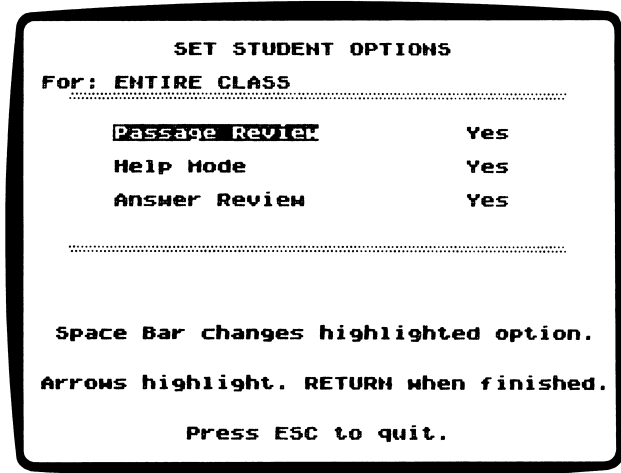 SET STUDENT OPTIONS
For: ENTIRE CLASS
Passage Review Yes
Help Mode Yes
Answer Review Yes
Space Bar changes highlighted option.
Arrows highlight. RETURN when finished.
Press ESC to quit.